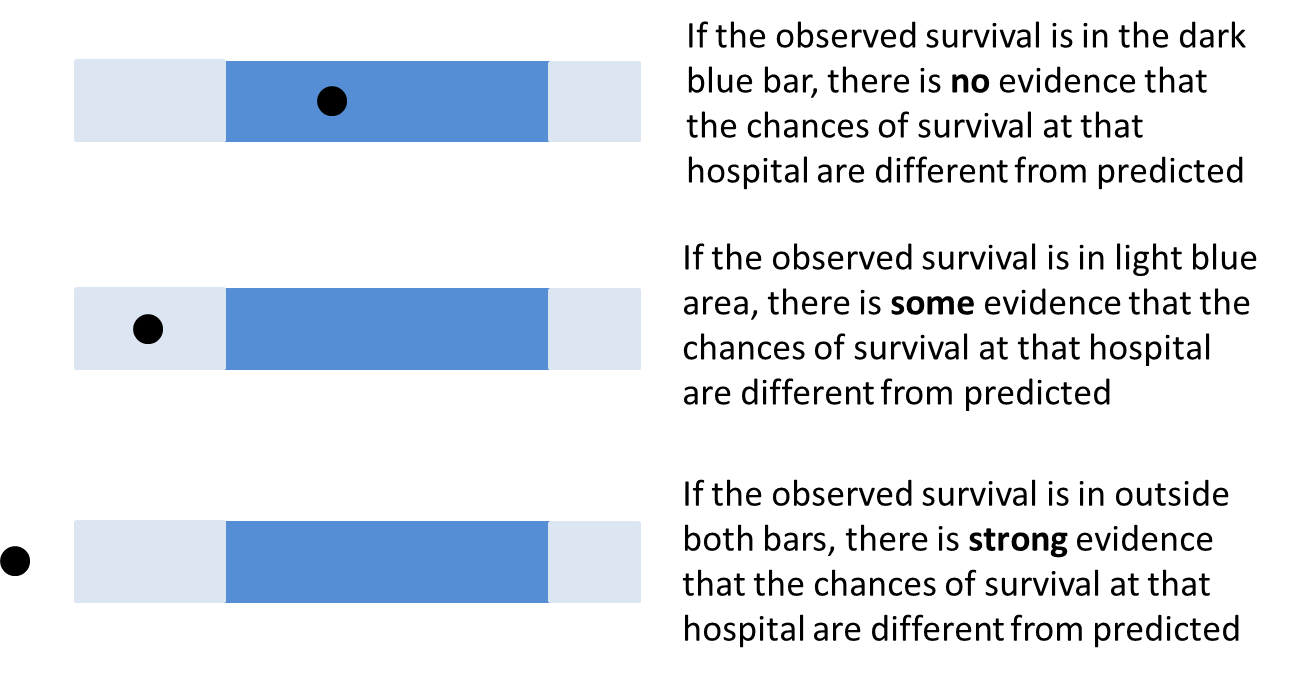 If the observed survival is in the dark
blue bar, there is no evidence that
the chances of survival at that
hospital are different from predicted
If the observed survival is in light blue
area, there is some evidence that the
chances of survival at that hospital
are different from predicted
If the observed survival is in outside
both bars, there is strong evidence
that the chances of survival at that
hospital are different from predicted